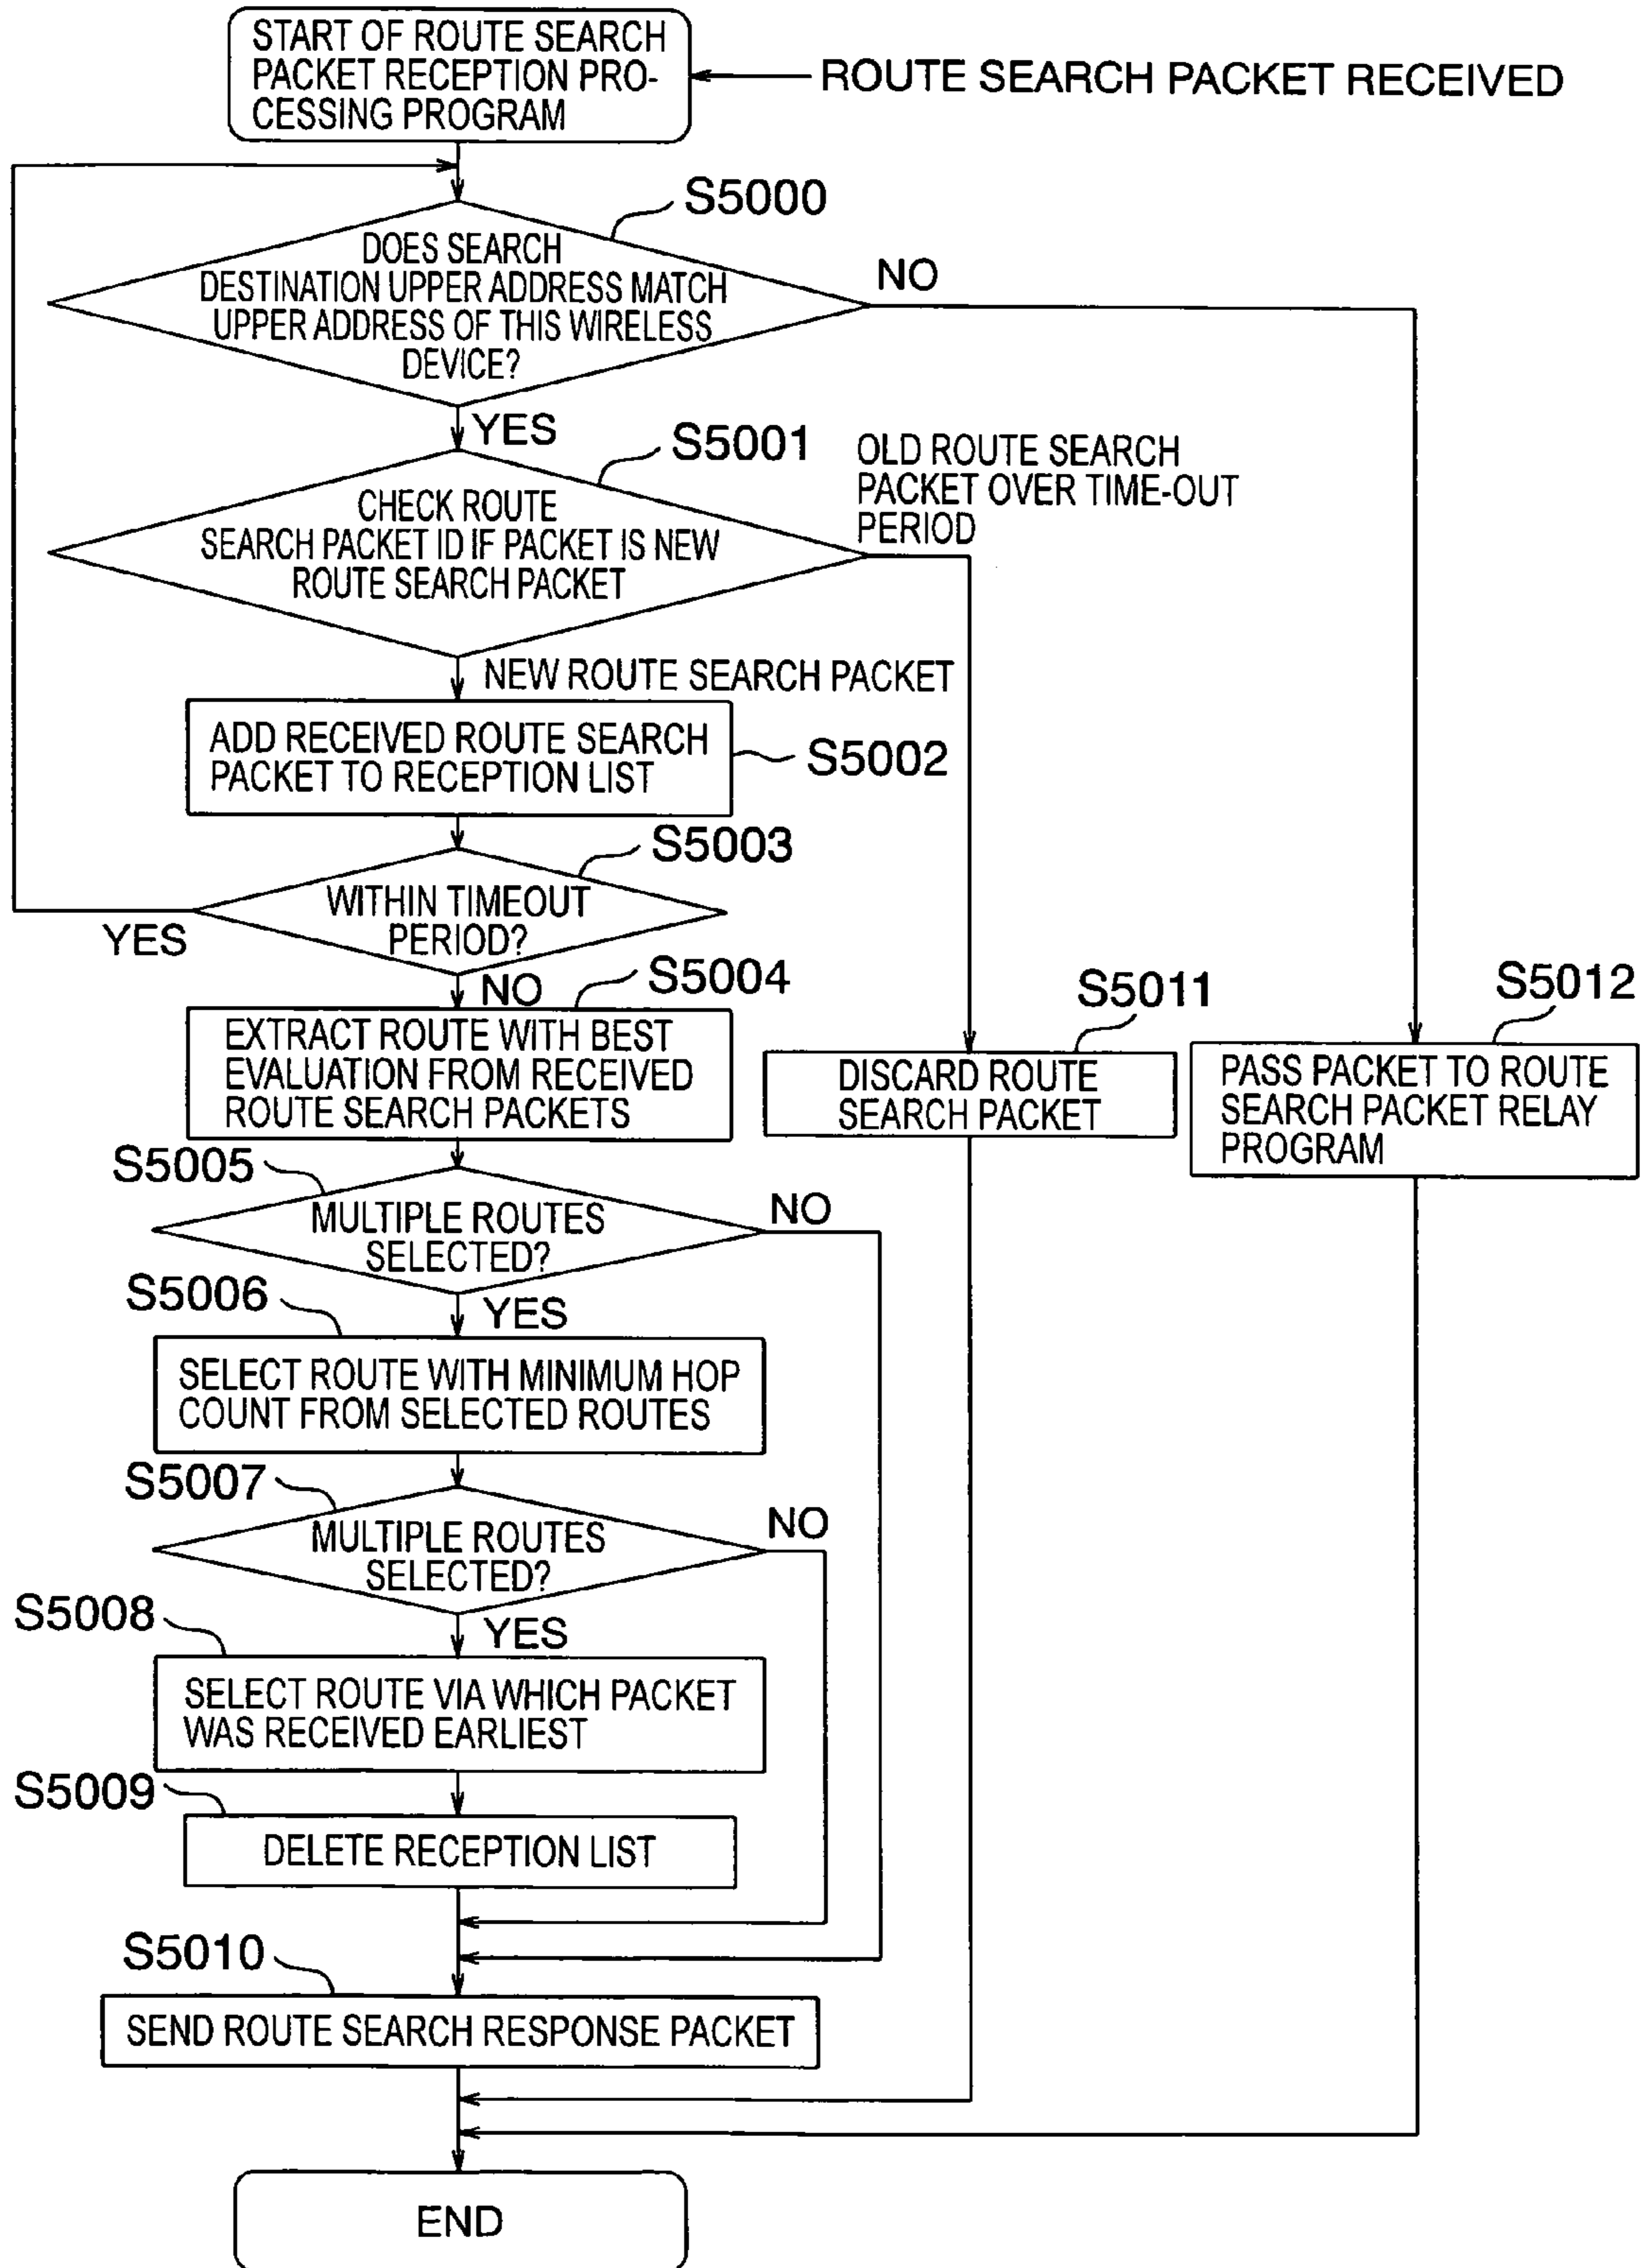 START OF ROUTE SEARCH
PACKET RECEPTION PRO-
CESSING PROGRAM
ROUTE SEARCH PACKET RECEIVED
S5000
DOES SEARCH
DESTINATION UPPER ADDRESS MATCH
UPPER ADDRESS OF THIS WIRELESS
DEVICE?
NO
YES
S5001
CHECK ROUTE
SEARCH PACKET ID IF PACKET IS NEW
ROUTE SEARCH PACKET
OLD ROUTE SEARCH
PACKET OVER TIME-OUT
PERIOD
NEW ROUTE SEARCH PACKET
ADD RECEIVED ROUTE SEARCH
PACKET TO RECEPTION LIST
S5002
S5003
WITHIN TIMEOUT
PERIOD?
YES
NO
S5004
EXTRACT ROUTE WITH BEST
EVALUATION FROM RECEIVED
ROUTE SEARCH PACKETS
S5011
DISCARD ROUTE
SEARCH PACKET
S5012
PASS PACKET TO ROUTE
SEARCH PACKET RELAY
PROGRAM
S5005
MULTIPLE ROUTES
SELECTED?
NO
YES
S5006
SELECT ROUTE WITH MINIMUM HOP
COUNT FROM SELECTED ROUTES
S5007
MULTIPLE ROUTES
SELECTED?
NO
YES
S5008
SELECT ROUTE VIA WHICH PACKET
WAS RECEIVED EARLIEST
S5009
DELETE RECEPTION LIST
S5010
SEND ROUTE SEARCH RESPONSE PACKET
END